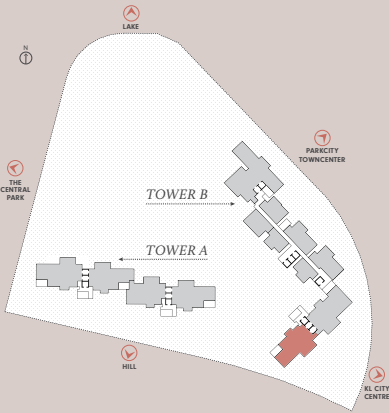 LAKE
N
PARKCITY
TOWNCENTER
THE
CENTRAL
PARK
TOWER B
TOWER A
HILL
KL CITY
CENTRE